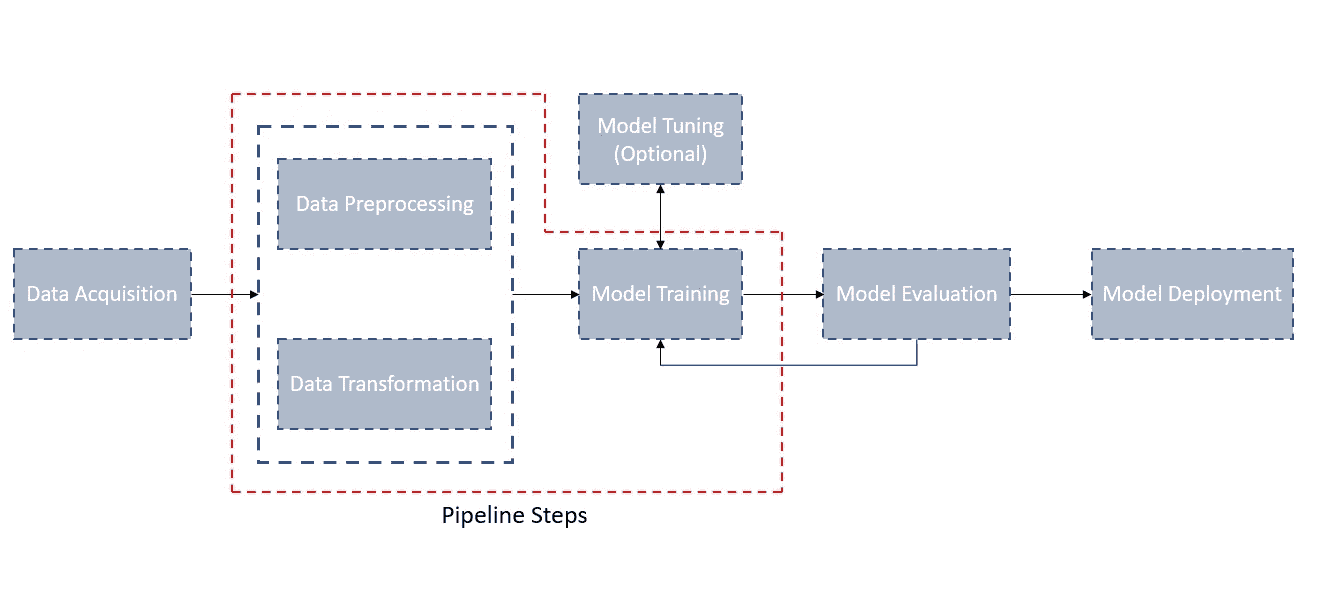 Model Tuning
(Optional)
Data Preprocessing
Data Acquisition
Model Training
Model Evaluation
Model Deployment
Data Transformation
Pipeline Steps